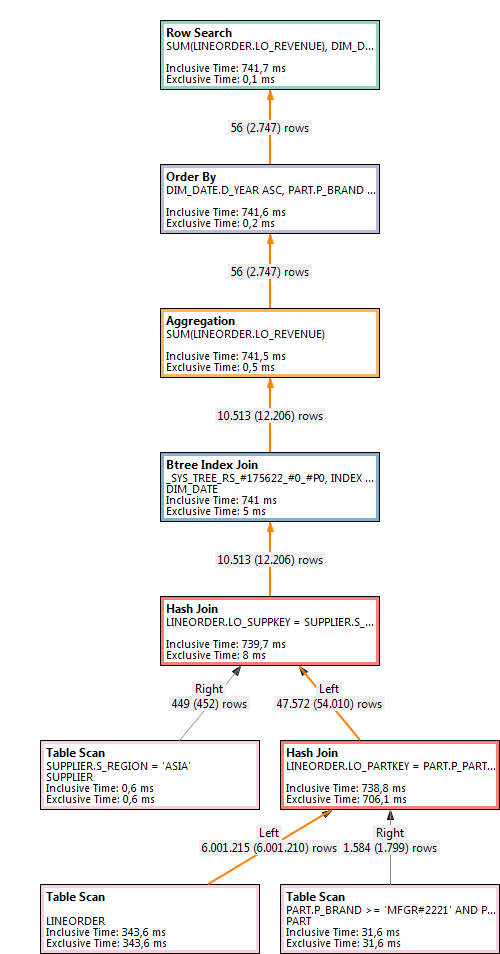 Row Search
SUM(LINEORDER.LO_REVENUE), DIM_D...
Inclusive Time: 741,7 ms
Exclusive Time: 0,1 ms
56 (2.747) rows
Order By
DIM_DATE.D_YEAR ASC, PART.P_BRAND ...
Inclusive Time: 741,6 ms
Exclusive Time: 0,2 ms
56 (2.747) rows
Aggregation
SUM(LINEORDER.LO_REVENUE)
Inclusive Time: 741,5 ms
Exclusive Time: 0,5 ms
10.513 (12.206) rows
Btree Index Join
_SYS_TREE_RS_#175622_#0_#P0, INDEX ...
DIM_DATE
Inclusive Time: 741 ms
Exclusive Time: 5 ms
10.513 (12.206) rows
Hash Join
LINEORDER.LO_SUPPKEY = SUPPLIER.S_...
Inclusive Time: 739,7 ms
Exclusive Time: 8 ms
Right
449 (452) rows
Left
47.572 (54.010) rows
Table Scan
SUPPLIER.S_REGION = 'ASIA'
SUPPLIER
Inclusive Time: 0,6 ms
Exclusive Time: 0,6 ms
Hash Join
LINEORDER.LO_PARTKEY = PART.P_PART...
Inclusive Time: 738,8 ms
Exclusive Time: 706,1 ms
Left
6.001.215 (6.001.210) rows
Right
1.584 (1.799) rows
Table Scan
LINEORDER
Inclusive Time: 343,6 ms
Exclusive Time: 343,6 ms
Table Scan
PART.P_BRAND >= 'MFGR#2221' AND P...
PART
Inclusive Time: 31,6 ms
Exclusive Time: 31,6 ms